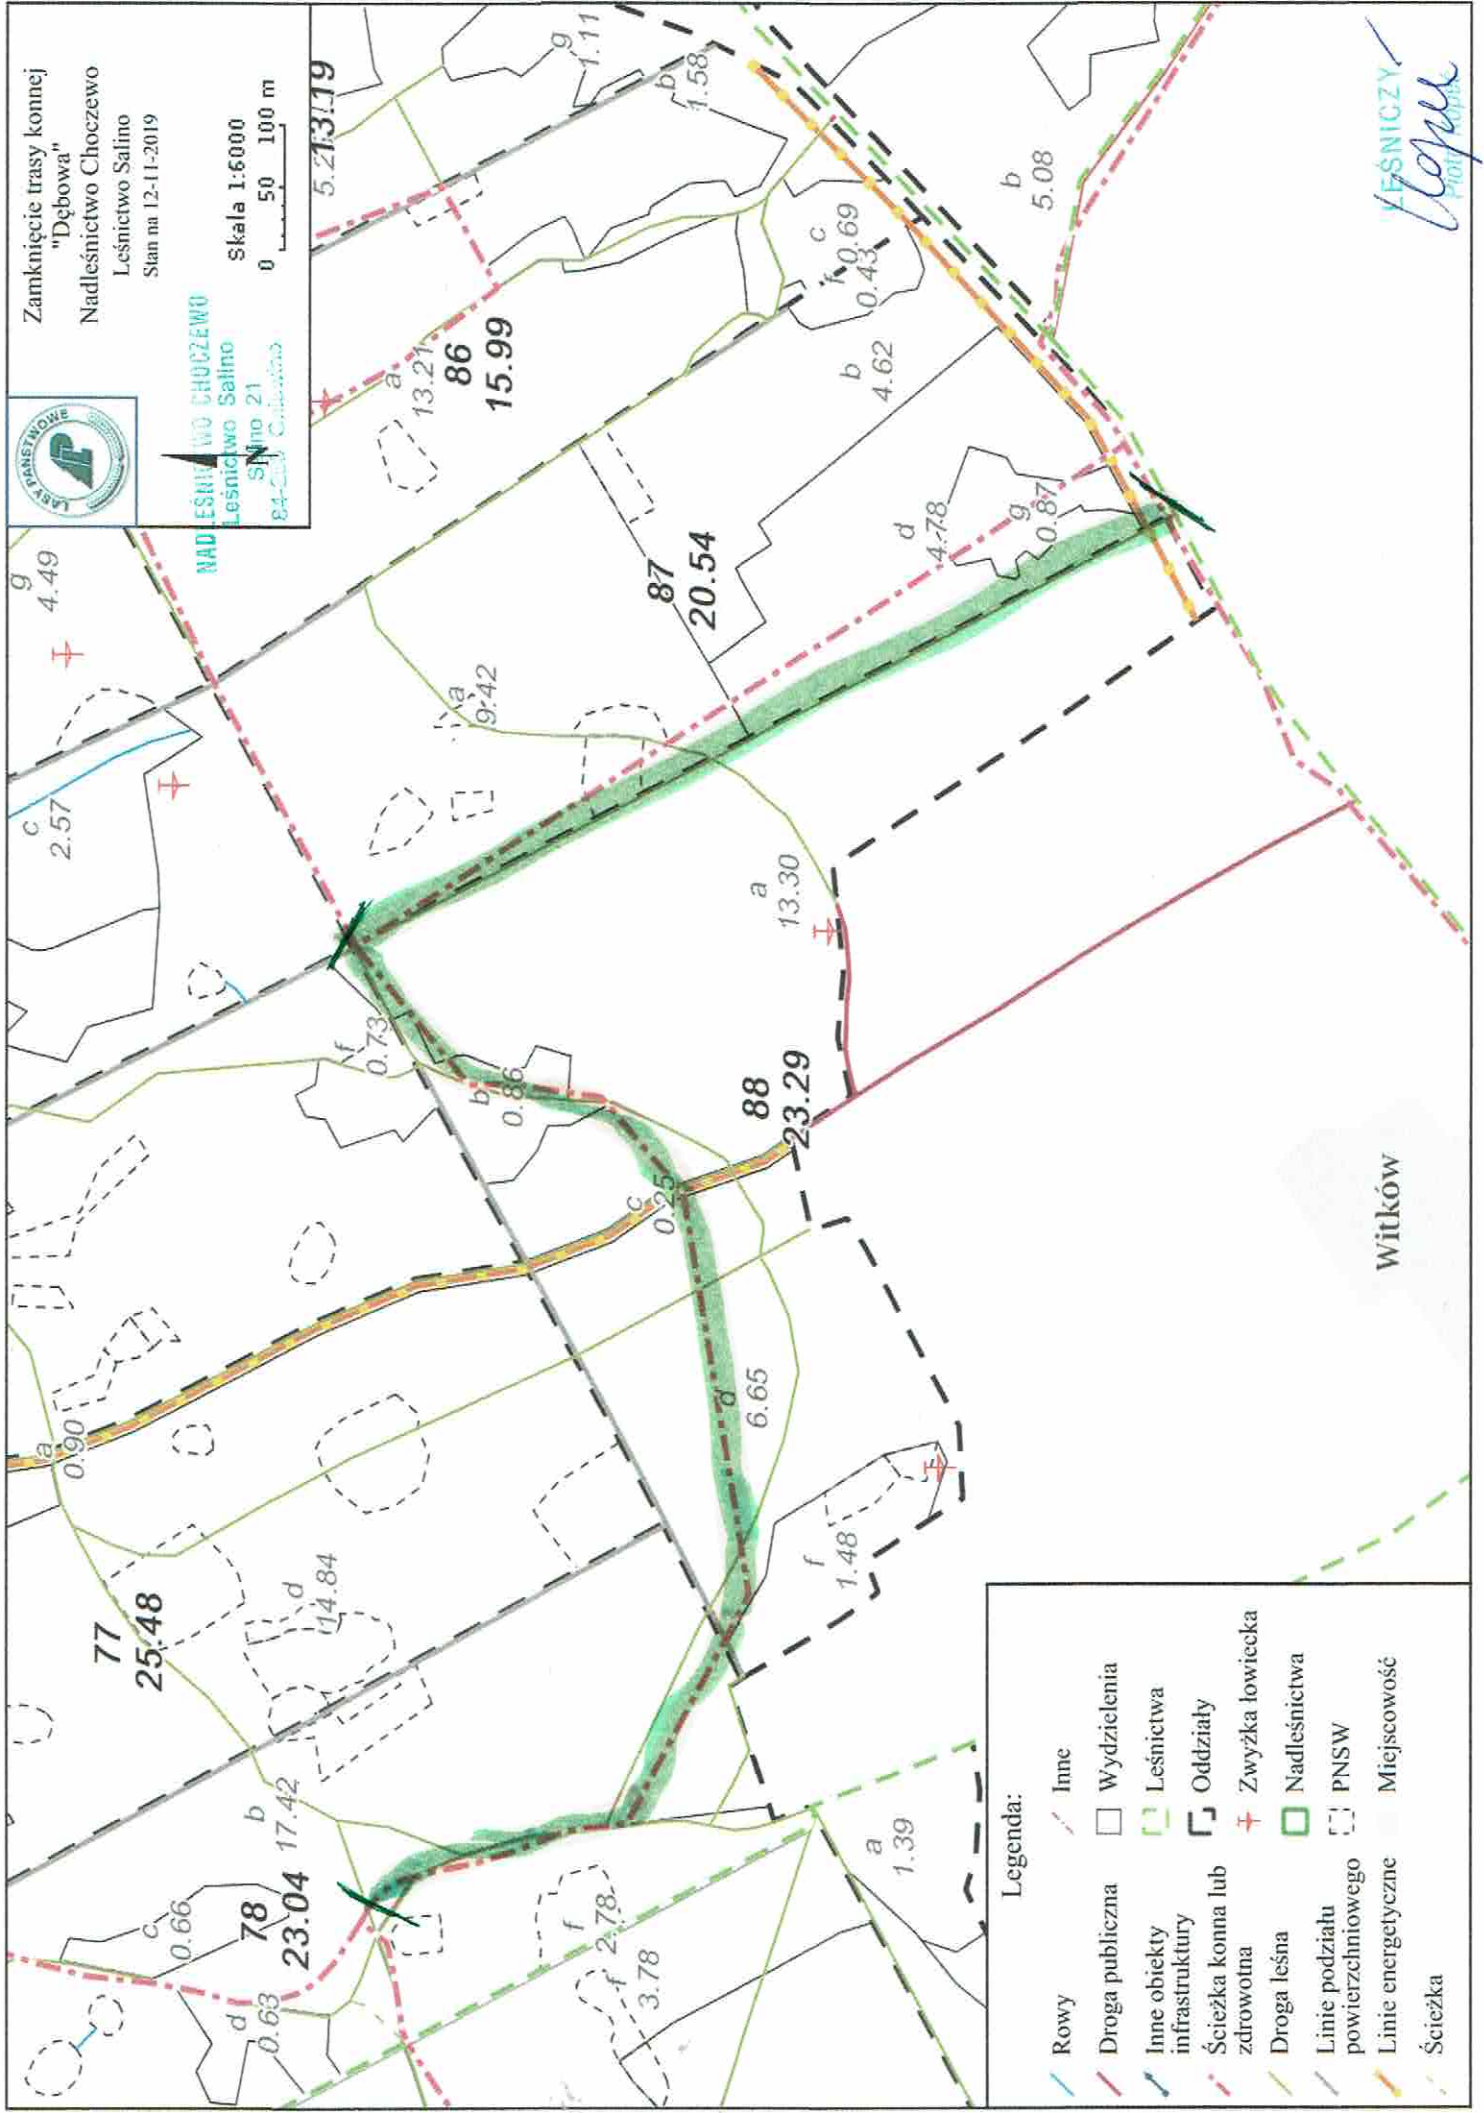 Zamknięcie trasy konnej
"Dębowa"
Nadleśnictwo Choczewo
Leśnictwo Salino
Stan na 12-11-2019
Skala 1:6000
0 50 100 m
LASY PAŃSTWOWE
LP
N
NADLEŚNICTWO CHOCZEWO
Leśnictwo Salino
Salino 21
g
4.49
c
2.57
a
0.90
77
25.48
d
14.84
b
17.42
c
0.66
78
23.04
d
0.63
f
2.78
f
3.78
a
1.39
f
1.48
d
6.65
c
0.25
b
0.86
f
0.73
88
23.29
a
13.30
a
9.42
87
20.54
d
4.78
g
0.87
b
4.62
f
0.43
c
0.69
a
13.21
86
15.99
13.19
g
1.11
b
1.58
b
5.08
Witków
LEŚNICZY
Piotr
Legenda:
Rowy
Droga publiczna
Inne obiekty
infrastruktury
Ścieżka konna lub
zdrowotna
Droga leśna
Linie podziału
powierzchniowego
Linie energetyczne
Ścieżka
Inne
Wydzielenia
Leśnictwa
Oddziały
Zwyżka łowiecka
Nadleśnictwa
PNSW
Miejscowość